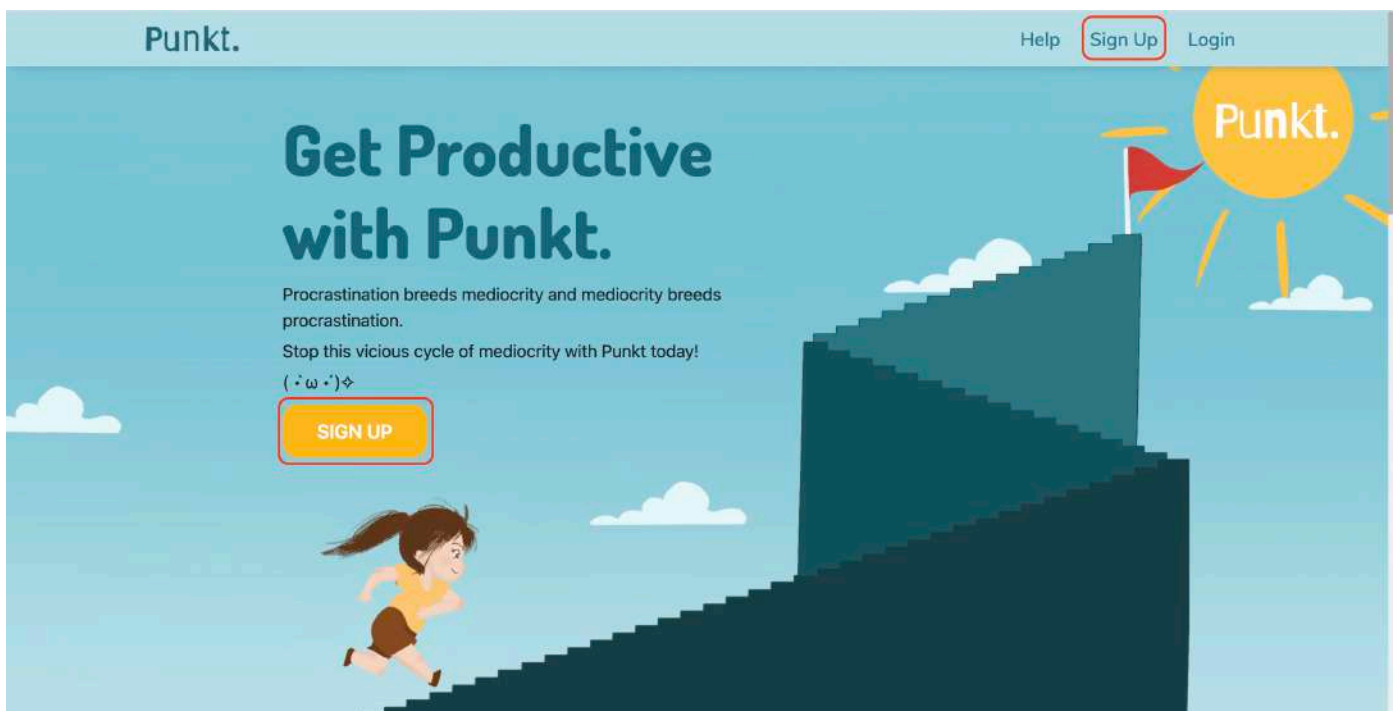 Punkt.
Help Sign Up Login
Punkt.
Get Productive
with Punkt.
Procrastination breeds mediocrity and mediocrity breeds
procrastination.
Stop this vicious cycle of mediocrity with Punkt today!
( •̀ ω •́ )✧
SIGN UP